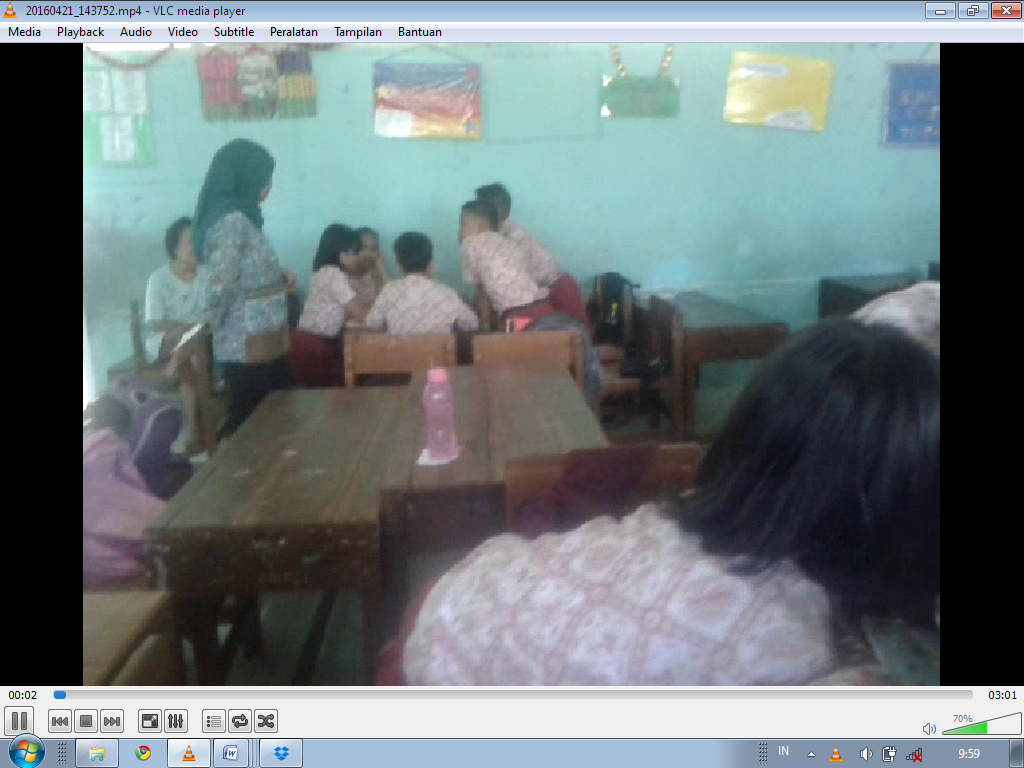 20160421_143752.mp4 - VLC media player
Media Playback Audio Video Subtitle Peralatan Tampilan Bantuan
00:02 03:01
70%
IN 9:59